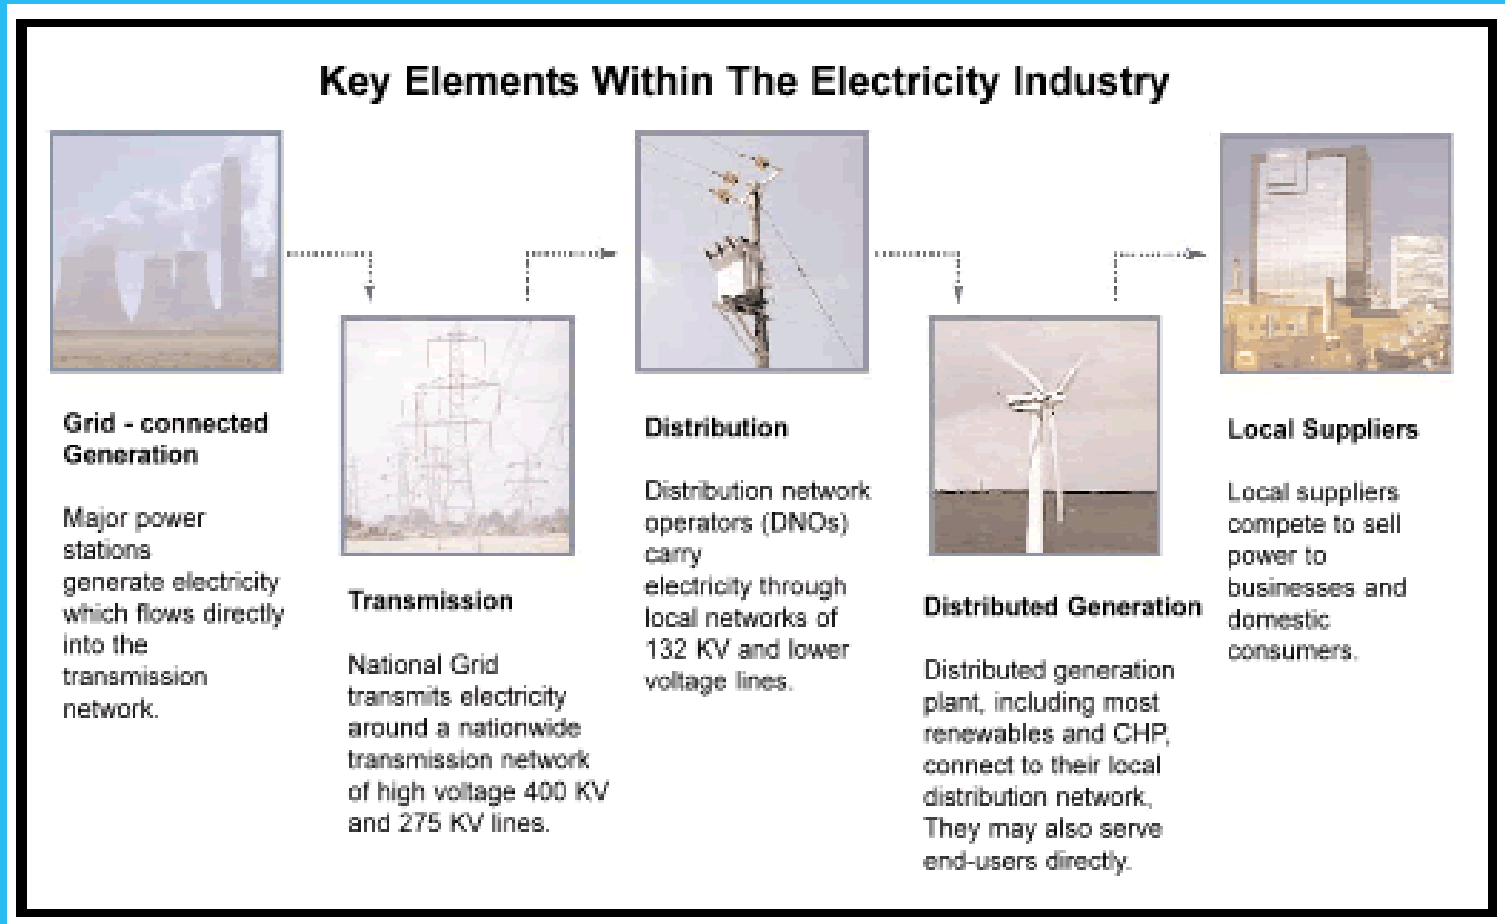 Key Elements Within The Electricity Industry
Grid - connected
Generation
Major power
stations
generate electricity
which flows directly
into the
transmission
network.
Transmission
National Grid
transmits electricity
around a nationwide
transmission network
of high voltage 400 KV
and 275 KV lines.
Distribution
Distribution network
operators (DNOs)
carry
electricity through
local networks of
132 KV and lower
voltage lines.
Distributed Generation
Distributed generation
plant, including most
renewables and CHP,
connect to their local
distribution network.
They may also serve
end-users directly.
Local Suppliers
Local suppliers
compete to sell
power to
businesses and
domestic
consumers.